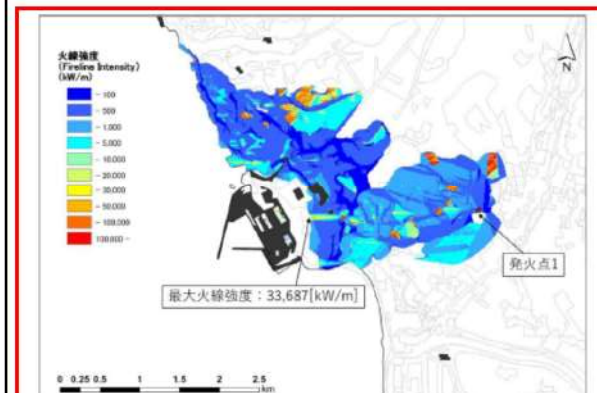 火線強度
(Fireline Intensity)
(kW/m)
- 100
- 500
- 1,000
- 5,000
- 10,000
- 20,000
- 30,000
- 50,000
- 100,000
100,000 -
N
発火点1
最大火線強度：33,687[kW/m]
0 0.25 0.5 1 1.5 2 2.5
km